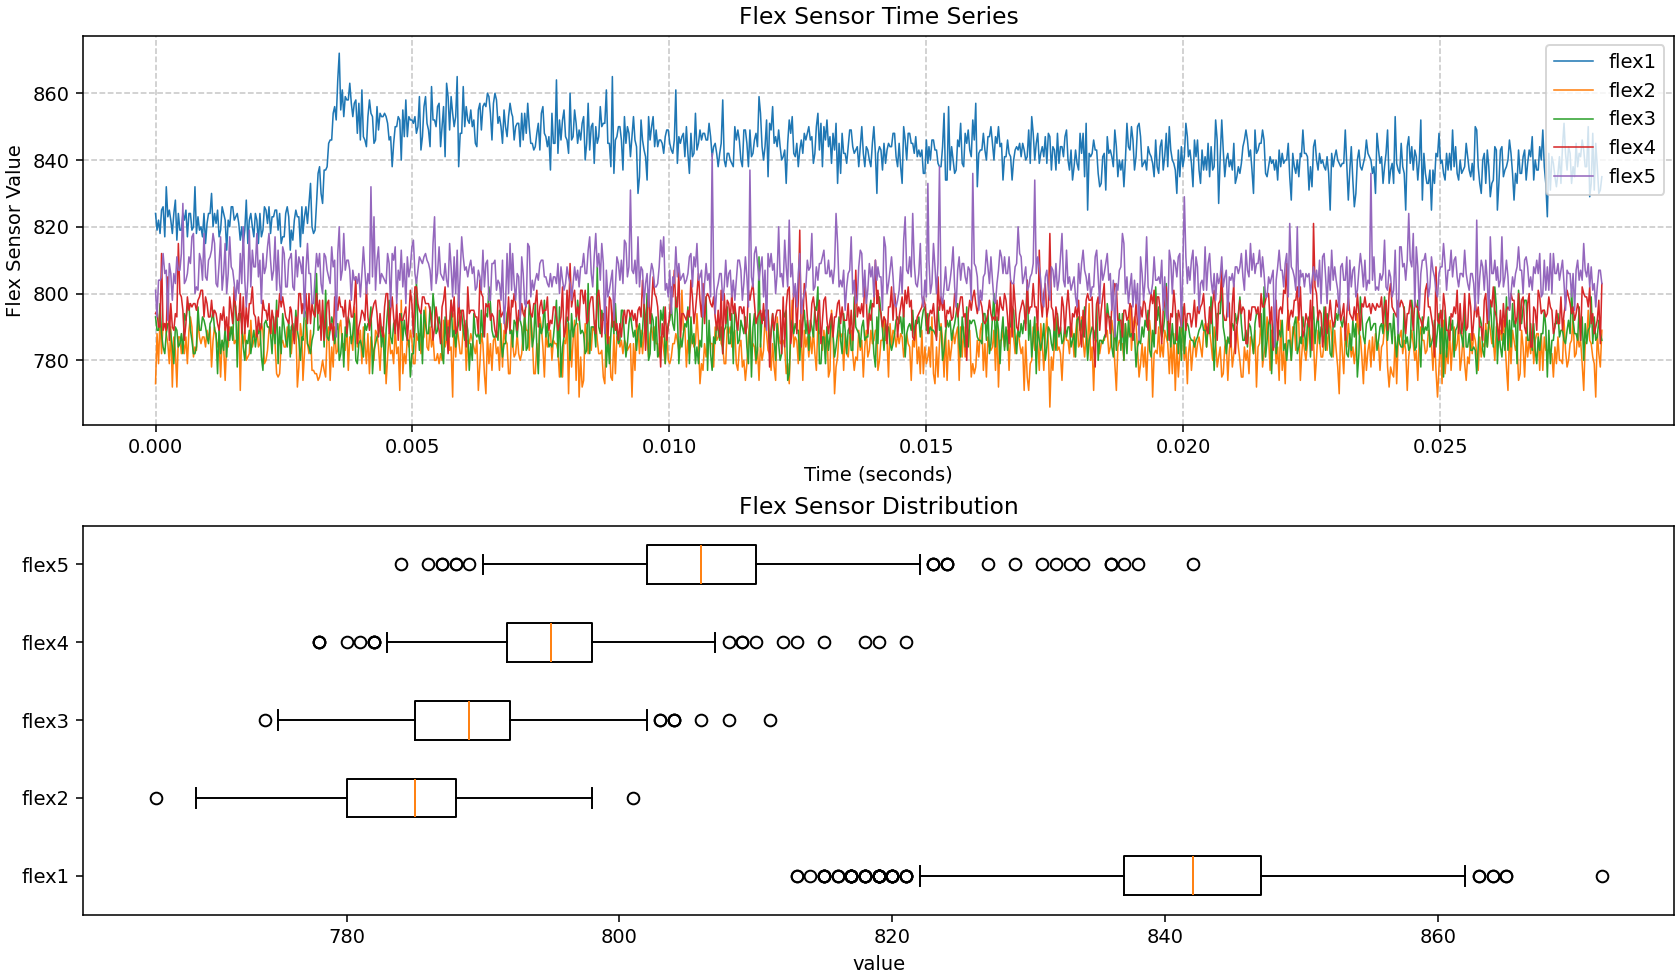 Flex Sensor Time Series
Flex Sensor Value
860
840
820
800
780
flex1
flex2
flex3
flex4
flex5
0.000 0.005 0.010 0.015 0.020 0.025
Time (seconds)
Flex Sensor Distribution
flex5
flex4
flex3
flex2
flex1
780 800 820 840 860
value